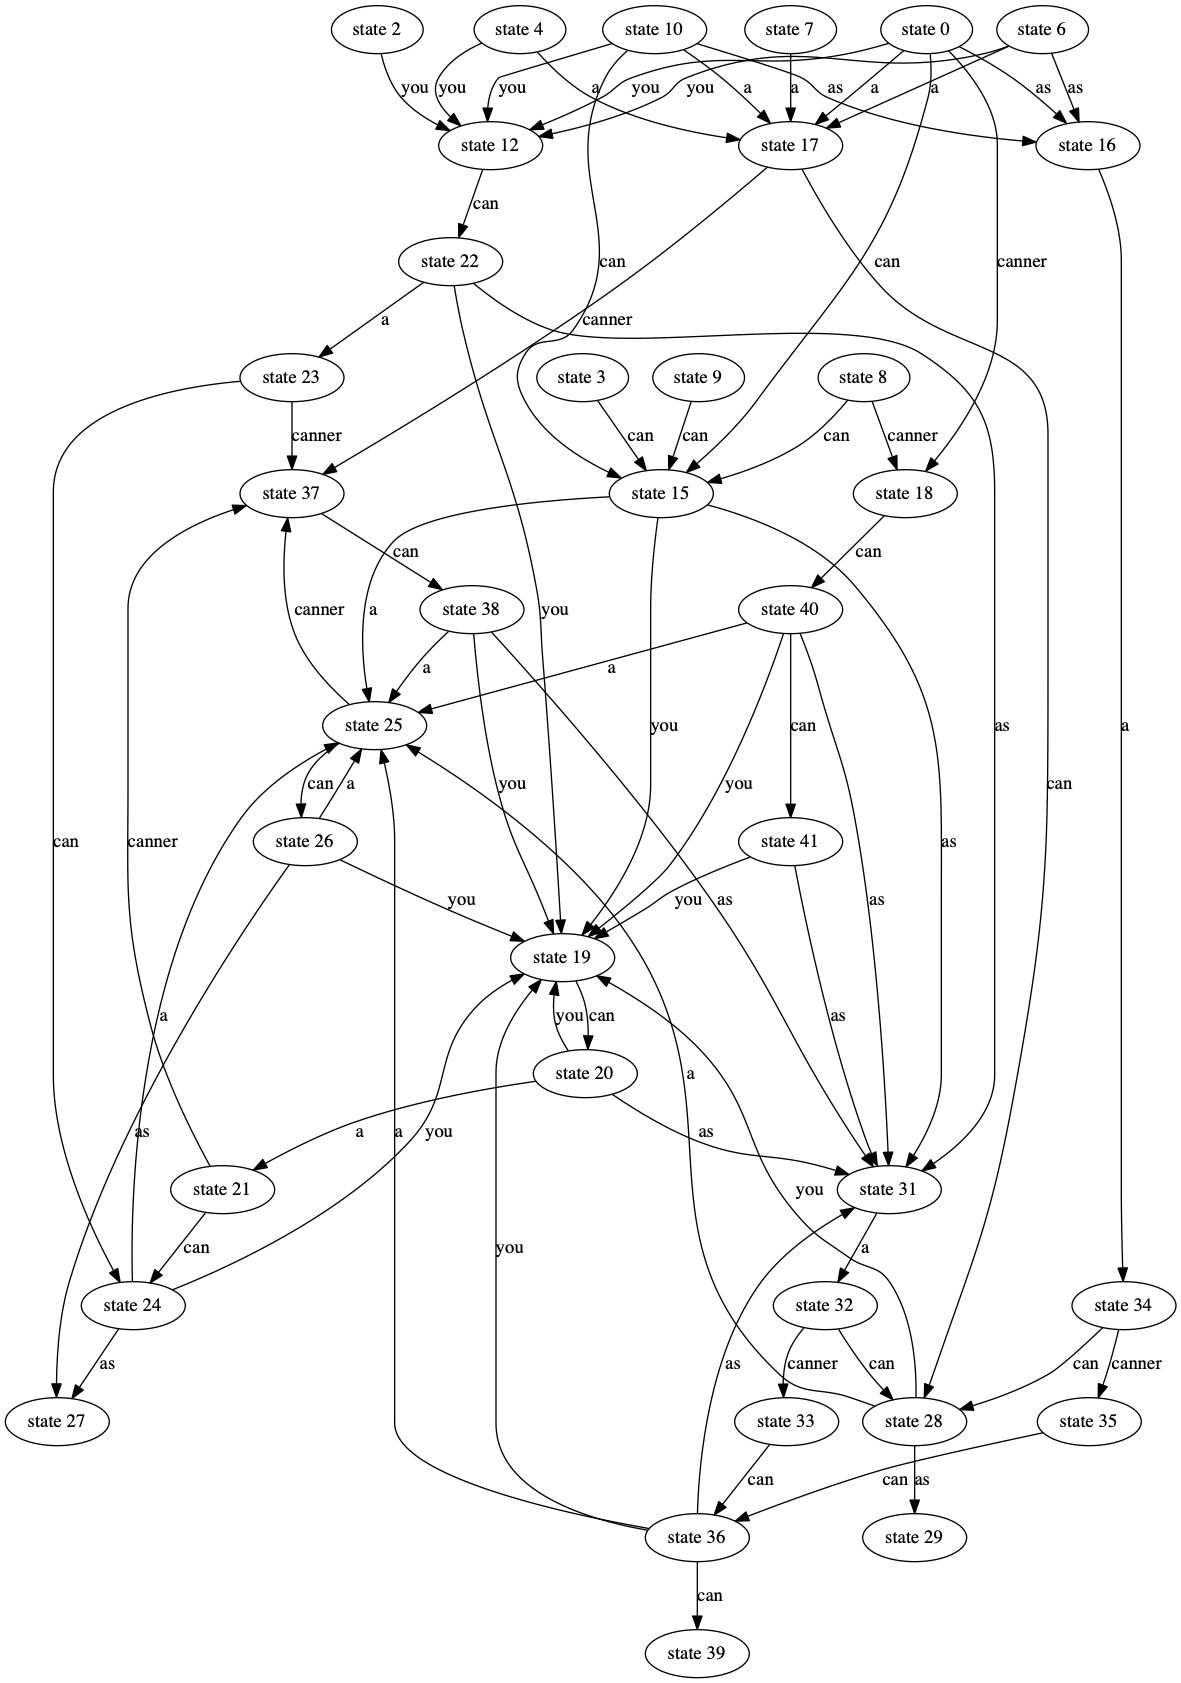 state 2 state 4 state 10 state 7 state 0 state 6
you you you you you a a a a as as as
state 12 state 17 state 16
can
state 22 can can canner
a canner
state 23 state 3 state 9 state 8
canner can can can canner
state 37 state 15 state 18
can can
state 38 state 40
canner a you
a a
state 25 you can as
can a you you can a
state 26 state 41
can canner you you as as as
state 19
a you can as a
state 20
as a a you as
state 21 state 31
can you you a
state 24 state 32 state 34
as as canner can can canner
state 27 state 33 state 28 state 35
can can as
state 36 state 29
can
state 39